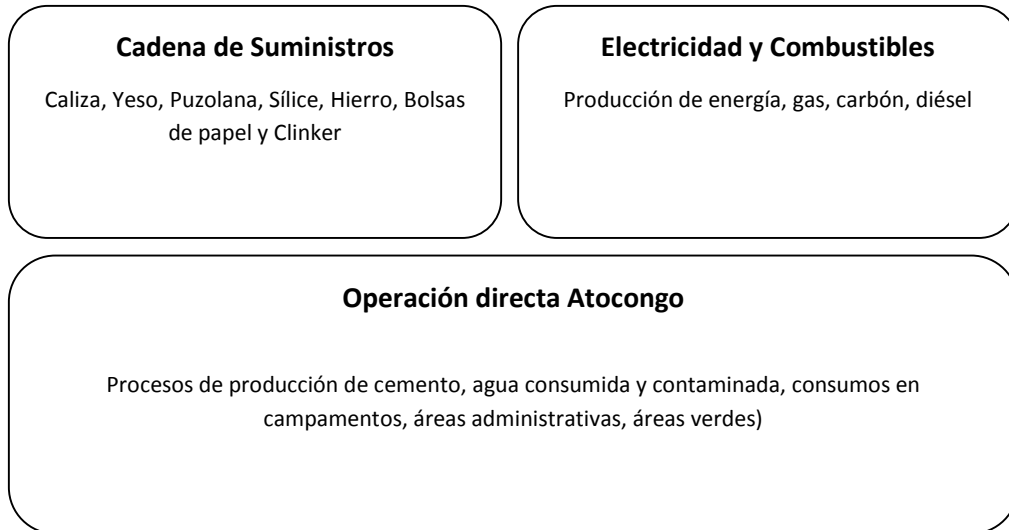 Cadena de Suministros
Caliza, Yeso, Puzolana, Sílice, Hierro, Bolsas
de papel y Clinker
Electricidad y Combustibles
Producción de energía, gas, carbón, diésel
Operación directa Atocongo
Procesos de producción de cemento, agua consumida y contaminada, consumos en
campamentos, áreas administrativas, áreas verdes)